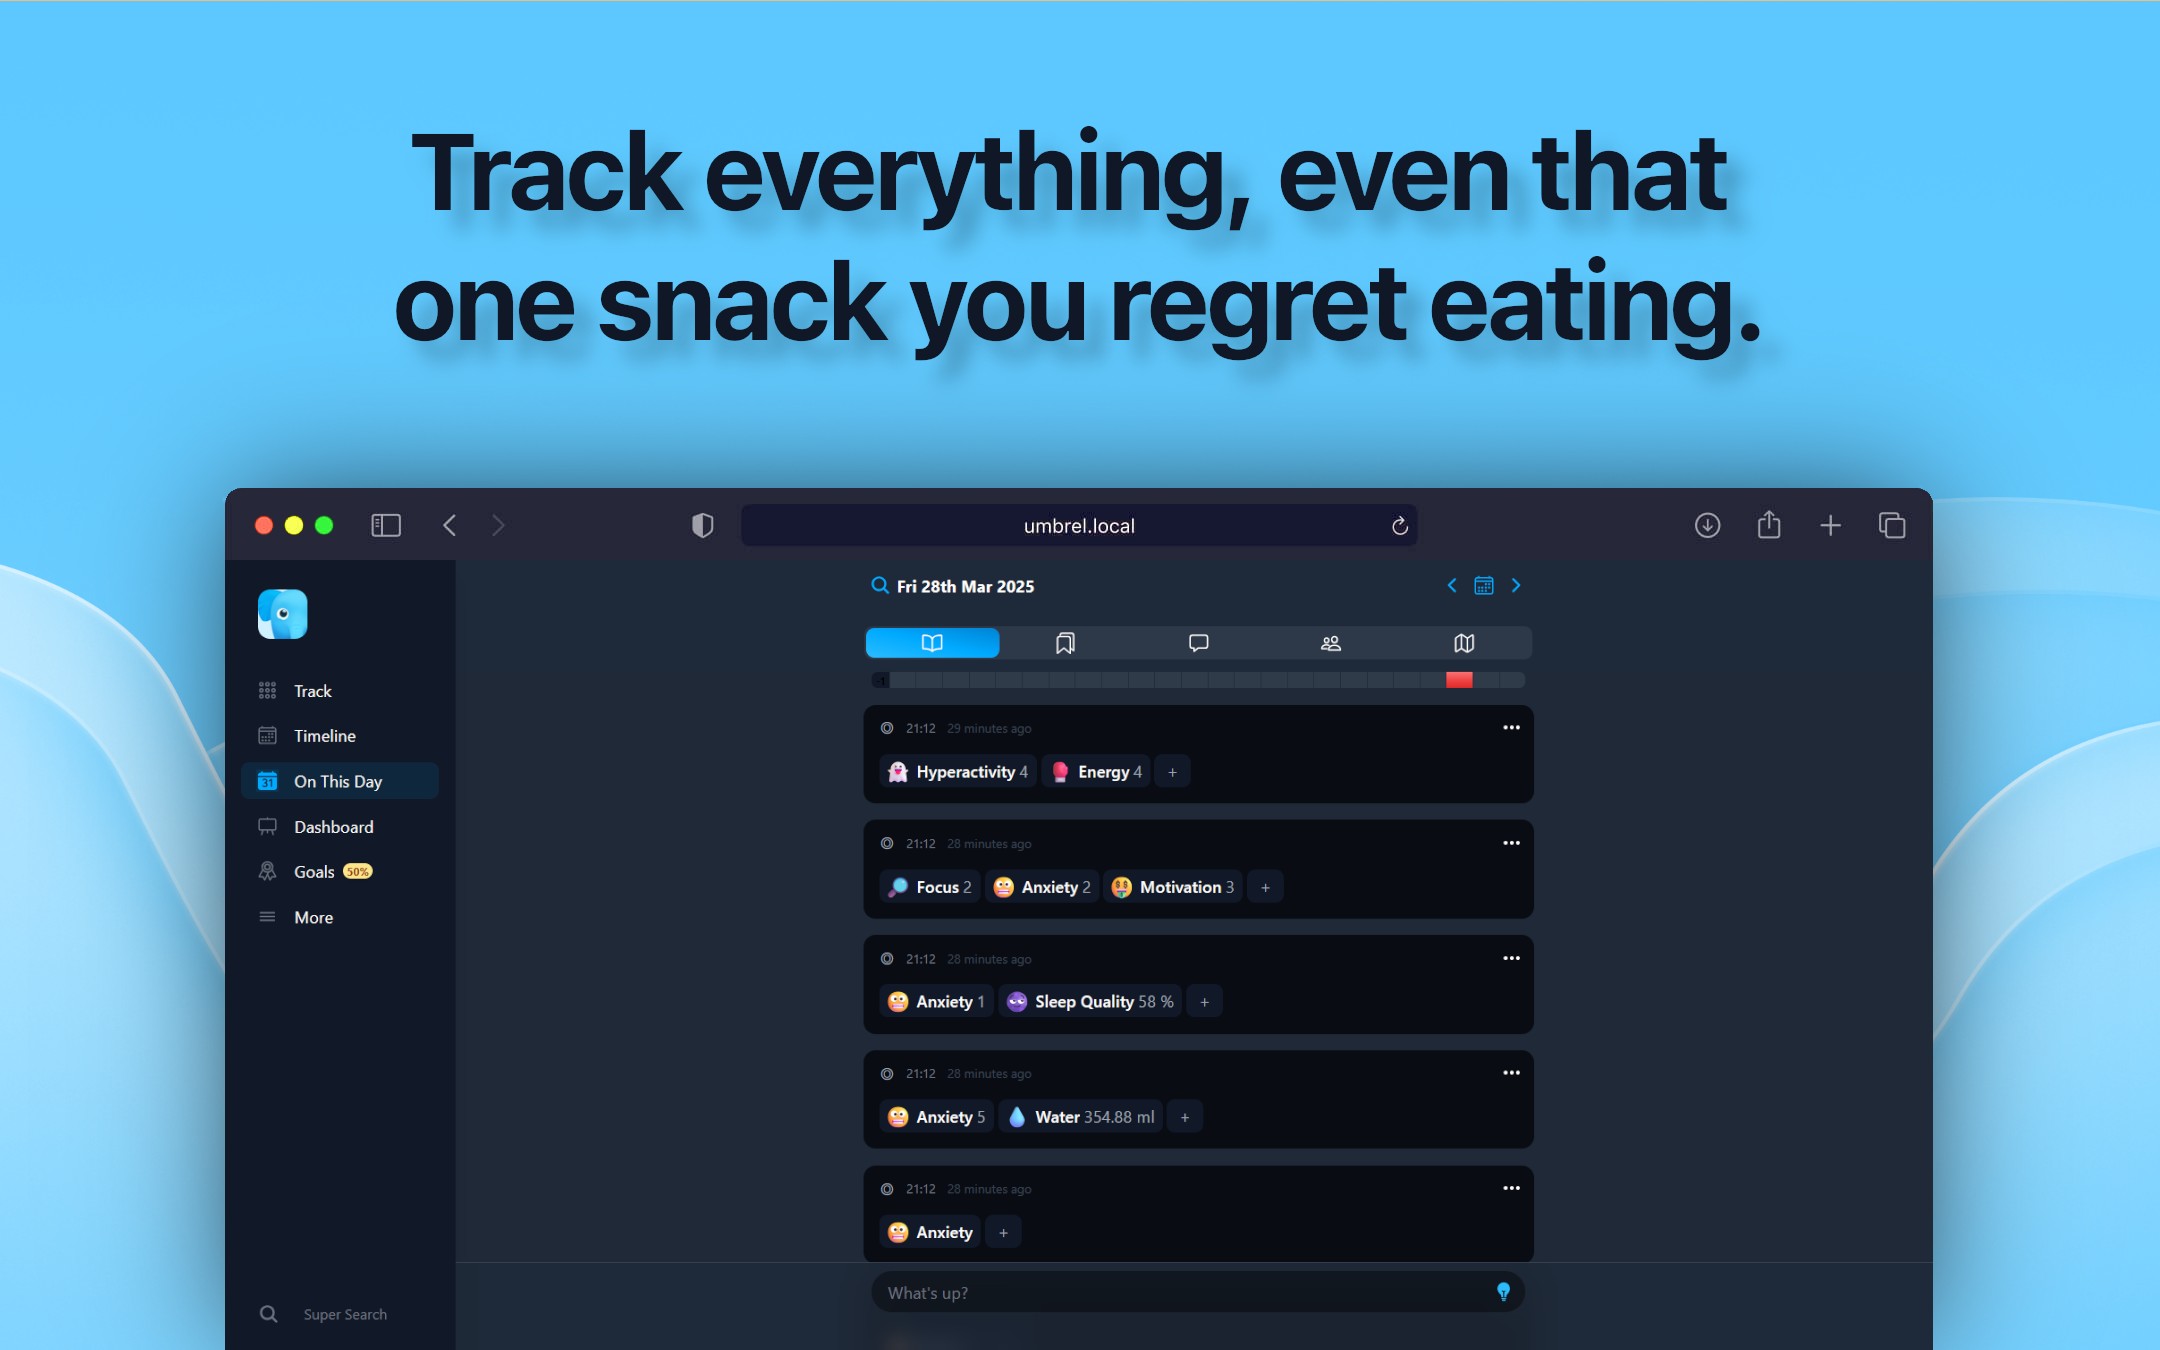 Track everything, even that
one snack you regret eating.
umbrel.local
Track
Timeline
31 On This Day
Dashboard
Goals 50%
More
Super Search
Fri 28th Mar 2025
21:12 29 minutes ago
Hyperactivity 4 Energy 4 +
21:12 28 minutes ago
Focus 2 Anxiety 2 Motivation 3 +
21:12 28 minutes ago
Anxiety 1 Sleep Quality 58 % +
21:12 28 minutes ago
Anxiety 5 Water 354.88 ml +
21:12 28 minutes ago
Anxiety +
What's up?